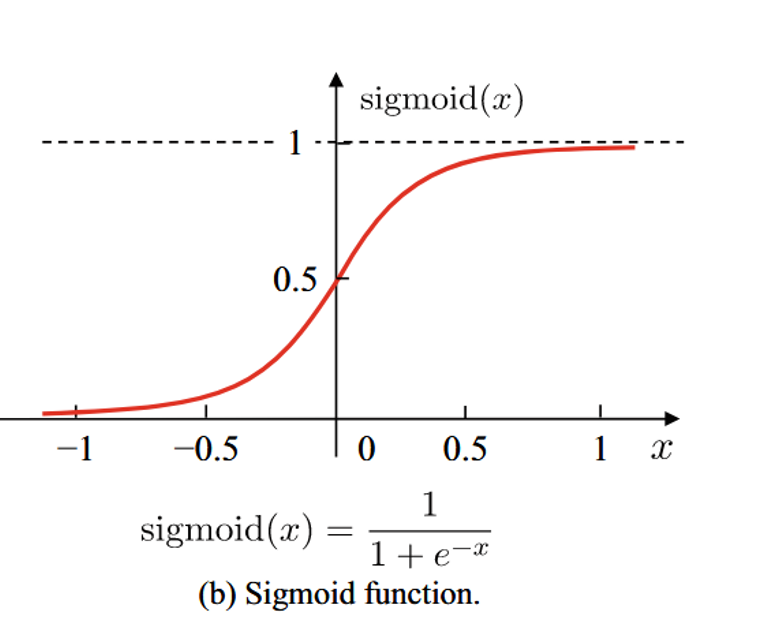 sigmoid(x)
1
0.5
−1 −0.5 0 0.5 1 x
sigmoid(x) = 1 / (1 + e^{−x})
(b) Sigmoid function.